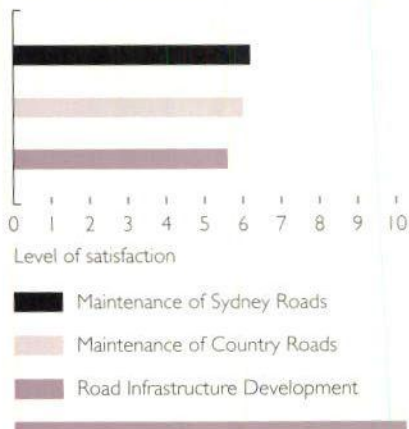 0 1 2 3 4 5 6 7 8 9 10
Level of satisfaction
Maintenance of Sydney Roads
Maintenance of Country Roads
Road Infrastructure Development